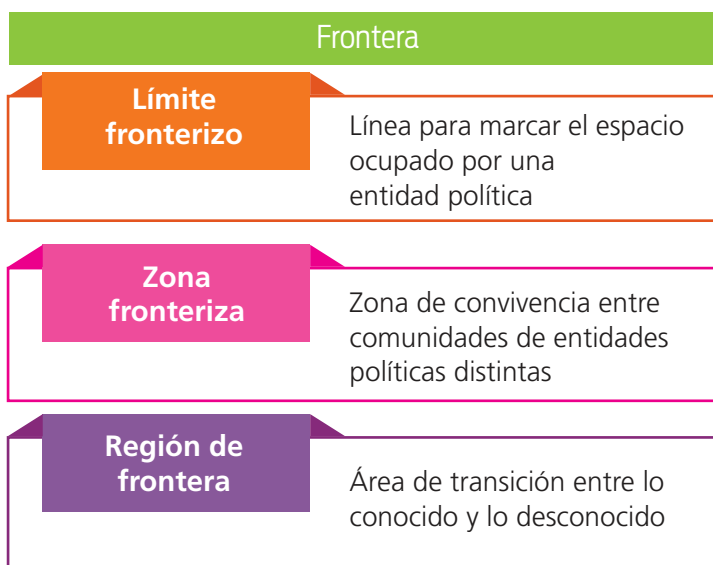 Frontera
Límite
fronterizo
Línea para marcar el espacio
ocupado por una
entidad política
Zona
fronteriza
Zona de convivencia entre
comunidades de entidades
políticas distintas
Región de
frontera
Área de transición entre lo
conocido y lo desconocido